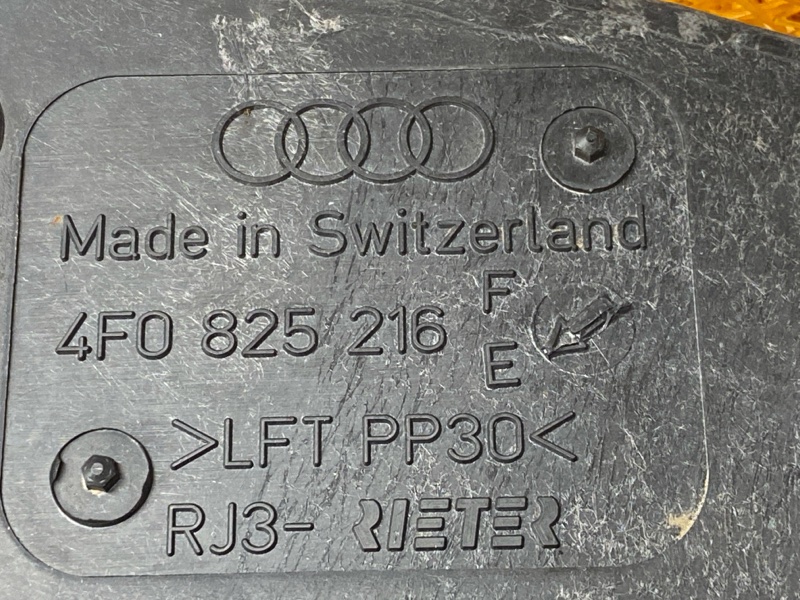 Made in Switzerland
4F0 825 216 F
E
>LFT PP30<
RJ3- RIETER